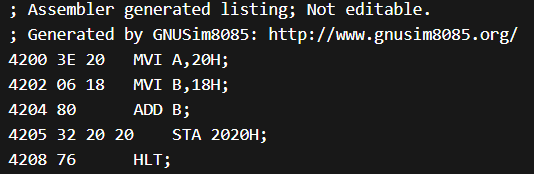 ; Assembler generated listing; Not editable.
; Generated by GNUSim8085: http://www.gnusim8085.org/
4200 3E 20   MVI A,20H;
4202 06 18   MVI B,18H;
4204 80      ADD B;
4205 32 20 20    STA 2020H;
4208 76      HLT;